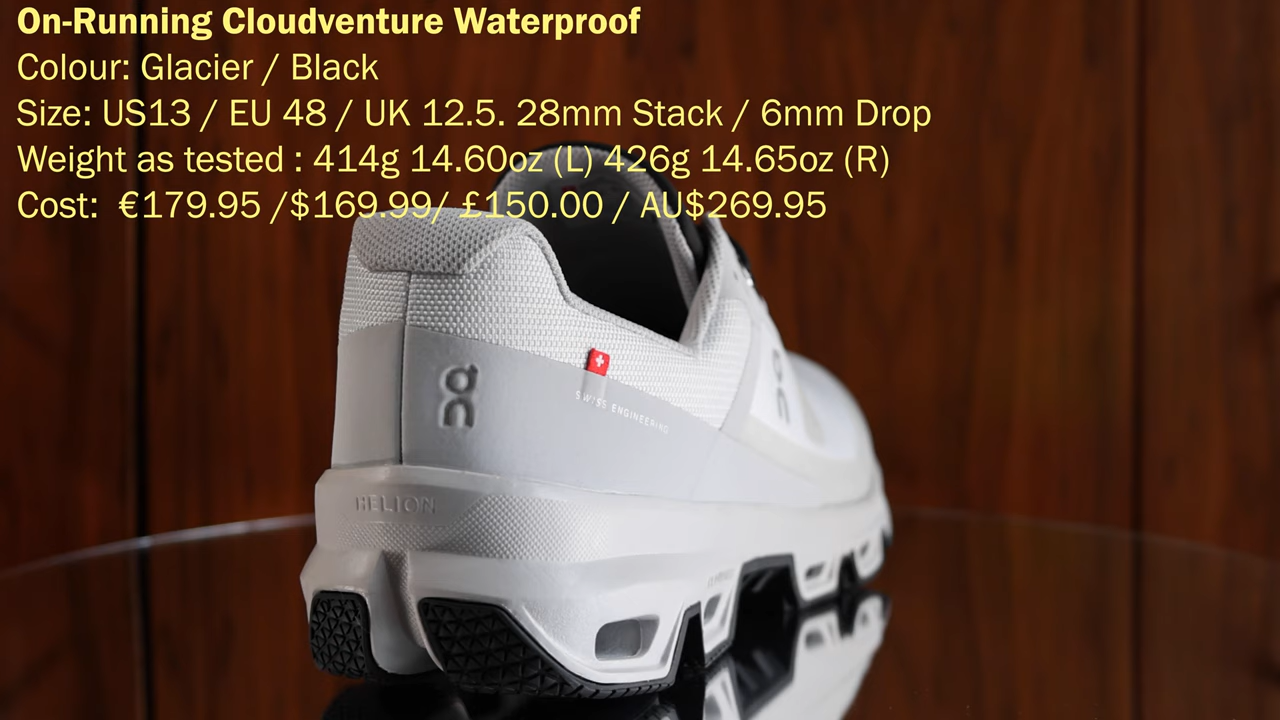 On-Running Cloudventure Waterproof
Colour: Glacier / Black
Size: US13 / EU 48 / UK 12.5. 28mm Stack / 6mm Drop
Weight as tested : 414g 14.60oz (L) 426g 14.65oz (R)
Cost:  €179.95 /$169.99/ £150.00 / AU$269.95
SWISS ENGINEERING
HELION